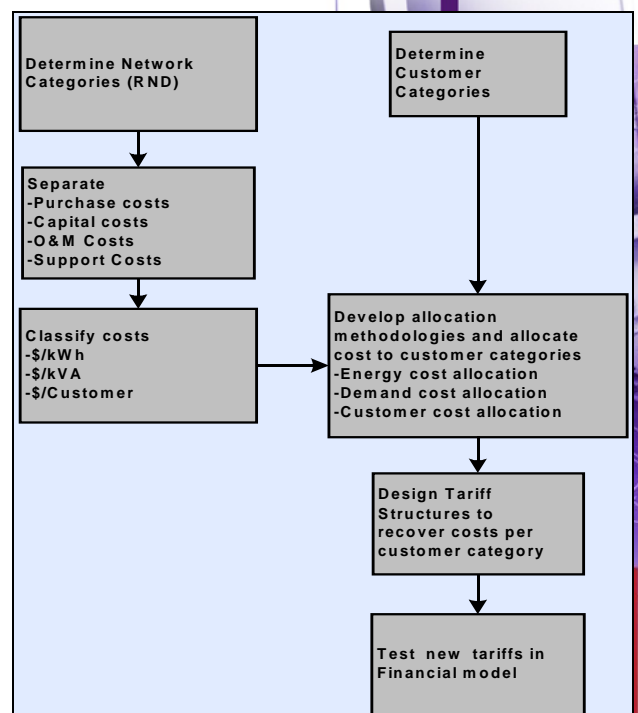 Determine Network
Categories (RND)
Determine
Customer
Categories
Separate
-Purchase costs
-Capital costs
-O&M Costs
-Support Costs
Classify costs
-$/kWh
-$/kVA
-$/Customer
Develop allocation
methodologies and allocate
cost to customer categories
-Energy cost allocation
-Demand cost allocation
-Customer cost allocation
Design Tariff
Structures to
recover costs per
customer category
Test new tariffs in
Financial model